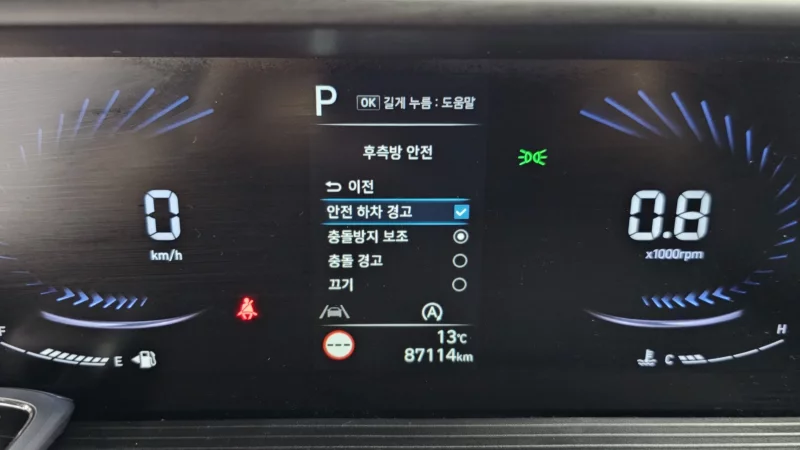 P OK 길게 누름 : 도움말
후측방 안전
이전
안전 하차 경고
0
km/h
충돌방지 보조
충돌 경고
끄기
0.8
x1000rpm
A
F
E
---
13℃
87114km
C
H